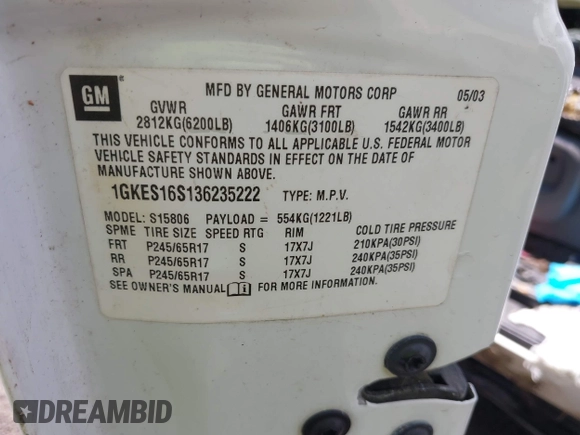 GM
MFD BY GENERAL MOTORS CORP 05/03
GVWR GAWR FRT GAWR RR
2812KG(6200LB) 1406KG(3100LB) 1542KG(3400LB)
THIS VEHICLE CONFORMS TO ALL APPLICABLE U.S. FEDERAL MOTOR
VEHICLE SAFETY STANDARDS IN EFFECT ON THE DATE OF
MANUFACTURE SHOWN ABOVE.
1GKES16S136235222 TYPE: M.P.V.
MODEL: S15806 PAYLOAD = 554KG(1221LB)
SPME TIRE SIZE SPEED RTG RIM COLD TIRE PRESSURE
FRT P245/65R17 S 17X7J 210KPA(30PSI)
RR P245/65R17 S 17X7J 240KPA(35PSI)
SPA P245/65R17 S 17X7J 240KPA(35PSI)
SEE OWNER'S MANUAL i FOR MORE INFORMATION.
DREAMBID